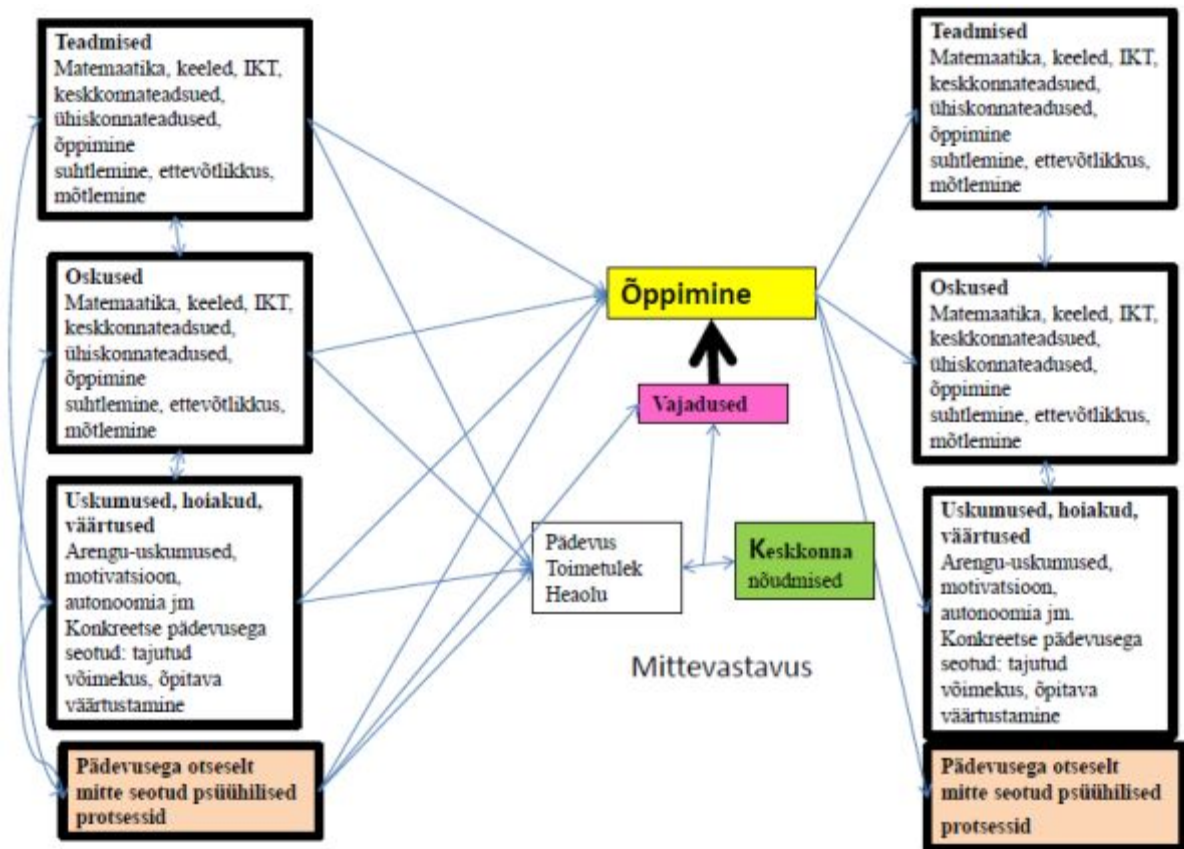 Teadmised
Matemaatika, keeled, IKT,
keskkonnateadsued,
ühiskonnateadused,
õppimine
suhtlemine, ettevõtlikkus,
mõtlemine
Oskused
Matemaatika, keeled, IKT,
keskkonnateadsued,
ühiskonnateadused,
õppimine
suhtlemine, ettevõtlikkus,
mõtlemine
Uskumused, hoiakud,
väärtused
Arengu-uskumused,
motivatsioon,
autonoomia jm
Konkreetse pädevusega
seotud: tajutud
võimekus, õpitava
väärtustamine
Pädevusega otseselt
mitte seotud psüühilised
protsessid
Õppimine
Vajadused
Pädevus
Toimetulek
Heaolu
Keskkonna
nõudmised
Mittevastavus
Teadmised
Matemaatika, keeled, IKT,
keskkonnateadsued,
ühiskonnateadused,
õppimine
suhtlemine, ettevõtlikkus,
mõtlemine
Oskused
Matemaatika, keeled, IKT,
keskkonnateadsued,
ühiskonnateadused,
õppimine
suhtlemine, ettevõtlikkus,
mõtlemine
Uskumused, hoiakud,
väärtused
Arengu-uskumused,
motivatsioon,
autonoomia jm.
Konkreetse pädevusega
seotud: tajutud
võimekus, õpitava
väärtustamine
Pädevusega otseselt
mitte seotud psüühilised
protsessid